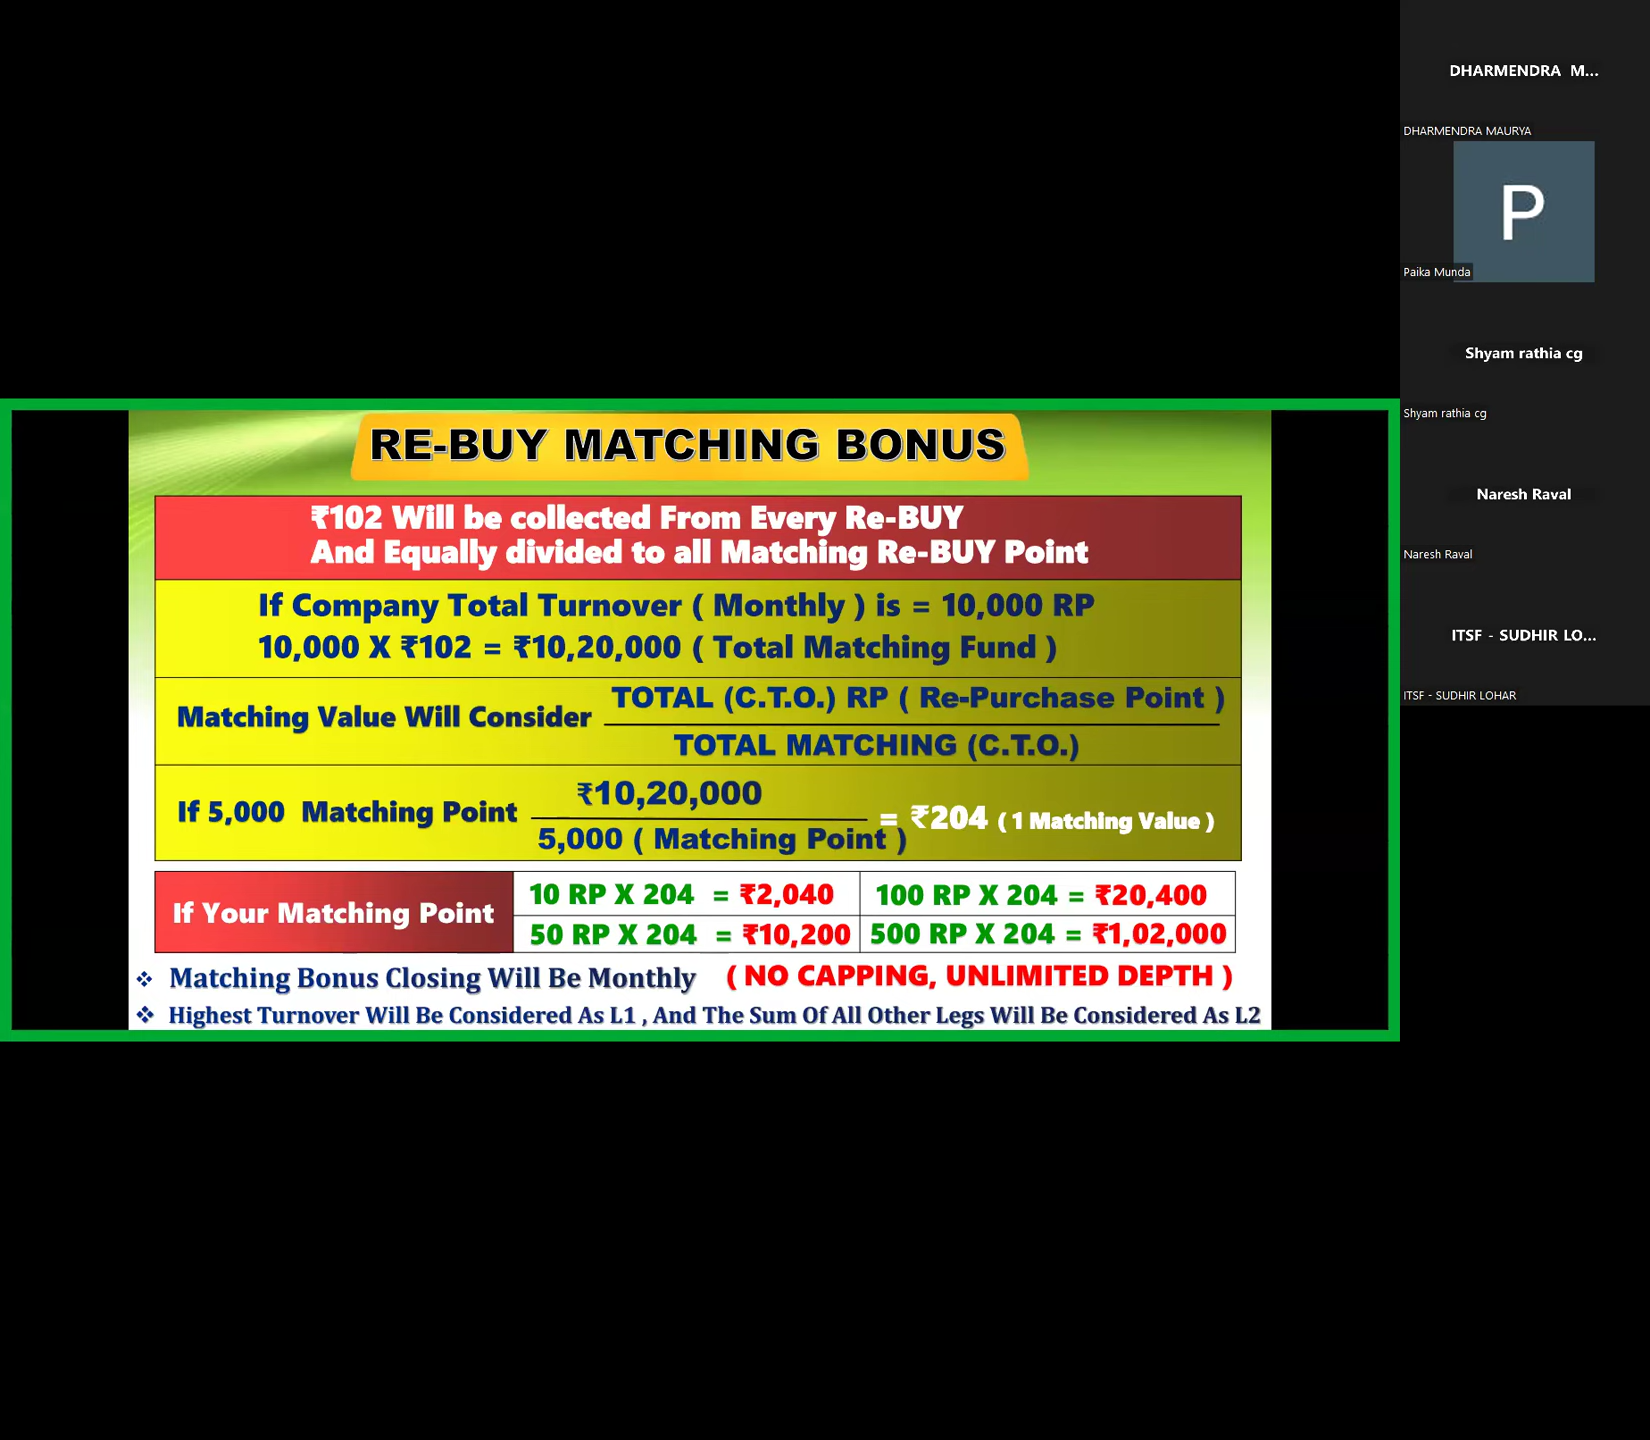 RE-BUY MATCHING BONUS
₹102 Will be collected From Every Re-BUY
And Equally divided to all Matching Re-BUY Point
If Company Total Turnover ( Monthly ) is = 10,000 RP
10,000 X ₹102 = ₹10,20,000 ( Total Matching Fund )
Matching Value Will Consider
TOTAL (C.T.O.) RP ( Re-Purchase Point )
TOTAL MATCHING (C.T.O.)
If 5,000 Matching Point
₹10,20,000
5,000 ( Matching Point )
= ₹204 ( 1 Matching Value )
If Your Matching Point
10 RP X 204 = ₹2,040
100 RP X 204 = ₹20,400
50 RP X 204 = ₹10,200
500 RP X 204 = ₹1,02,000
❖ Matching Bonus Closing Will Be Monthly ( NO CAPPING, UNLIMITED DEPTH )
❖ Highest Turnover Will Be Considered As L1 , And The Sum Of All Other Legs Will Be Considered As L2
DHARMENDRA M...
DHARMENDRA MAURYA
P
Paika Munda
Shyam rathia cg
Shyam rathia cg
Naresh Raval
Naresh Raval
ITSF - SUDHIR LO...
ITSF - SUDHIR LOHAR